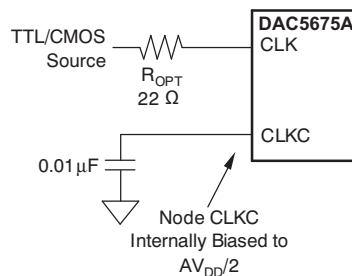 DAC5675A
TTL/CMOS
Source
CLK
R_OPT
22 Ω
CLKC
0.01 µF
Node CLKC
Internally Biased to
AV_DD/2